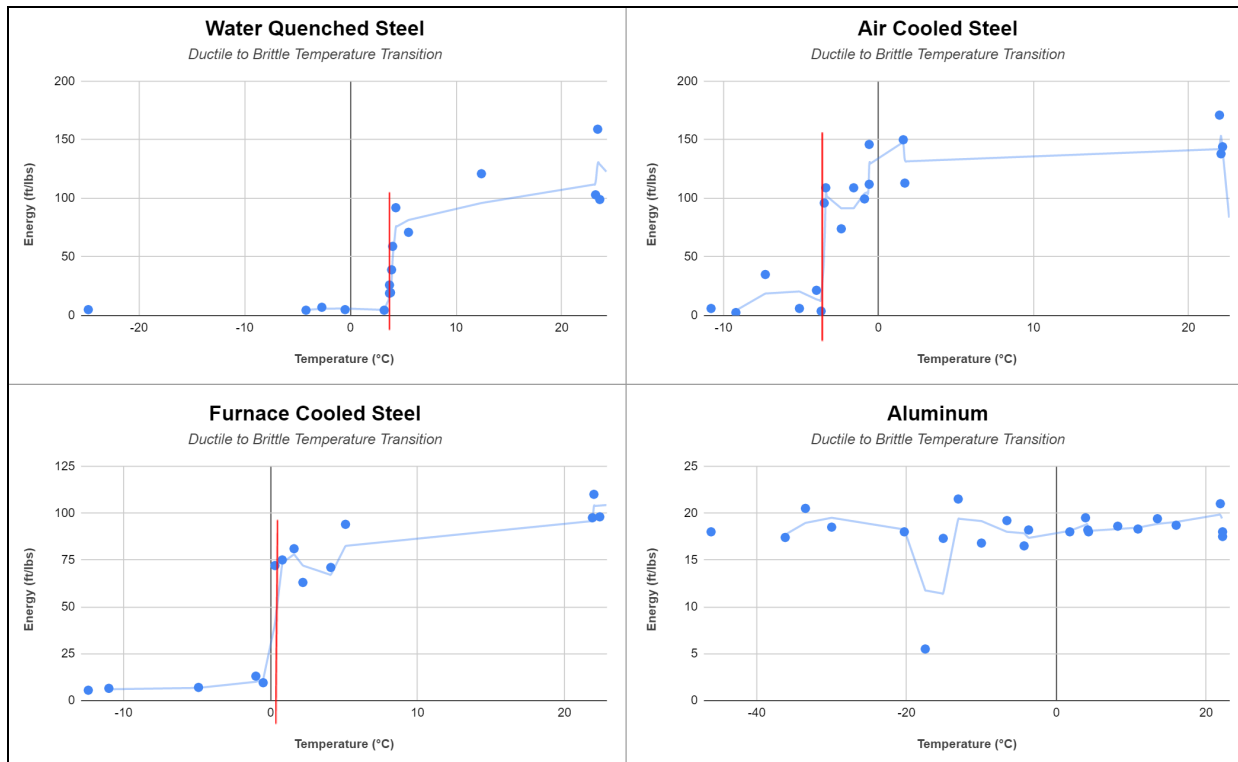 Water Quenched Steel
Ductile to Brittle Temperature Transition
Energy (ft/lbs)
200
150
100
50
0
-20
-10
0
10
20
Temperature (°C)
Air Cooled Steel
Ductile to Brittle Temperature Transition
Energy (ft/lbs)
200
150
100
50
0
-10
0
10
20
Temperature (°C)
Furnace Cooled Steel
Ductile to Brittle Temperature Transition
Energy (ft/lbs)
125
100
75
50
25
0
-10
0
10
20
Temperature (°C)
Aluminum
Ductile to Brittle Temperature Transition
Energy (ft/lbs)
25
20
15
10
5
0
-40
-20
0
20
Temperature (°C)